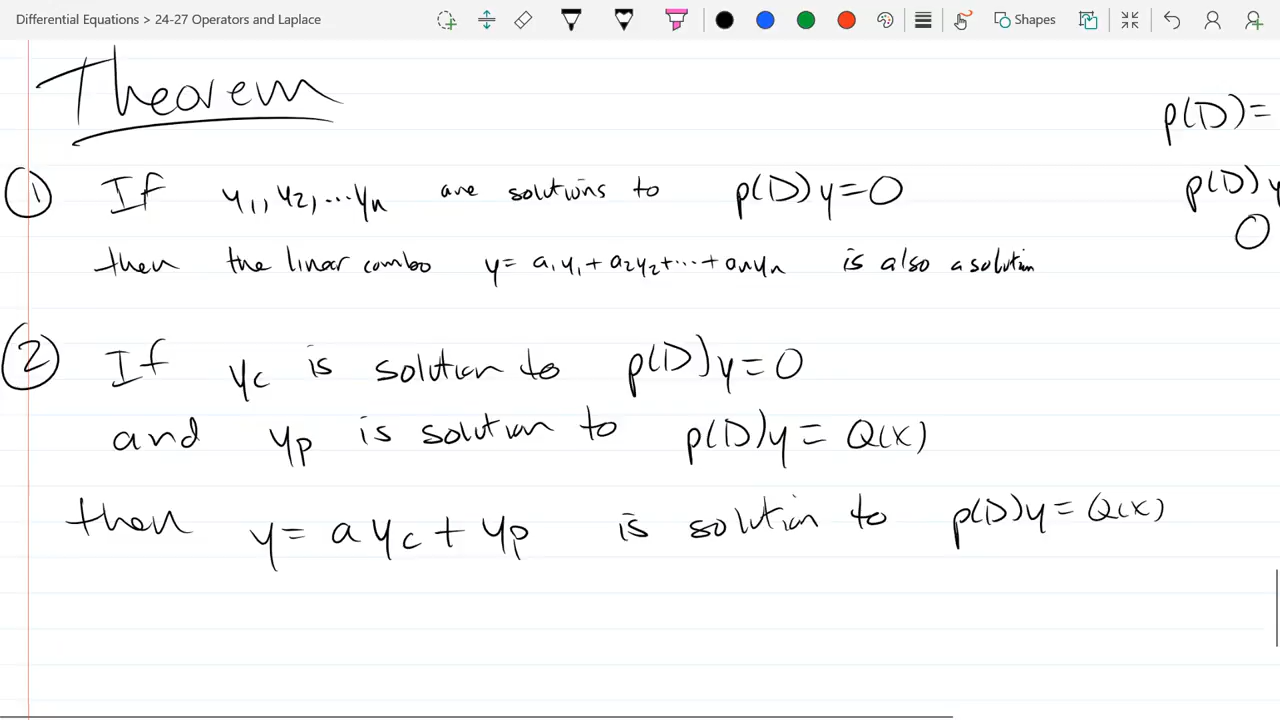 Differential Equations > 24-27 Operators and Laplace
Shapes
Theorem
p(D)=
① If y₁, y₂, ... yₙ are solutions to p(D)y=0
p(D)y
0
then the linar combo y= a₁y₁ + a₂y₂ + ... + aₙyₙ is also a solution
② If yc is solution to p(D)y=0
and yp is solution to p(D)y= Q(x)
then y= a yc + yp is solution to p(D)y= Q(x)